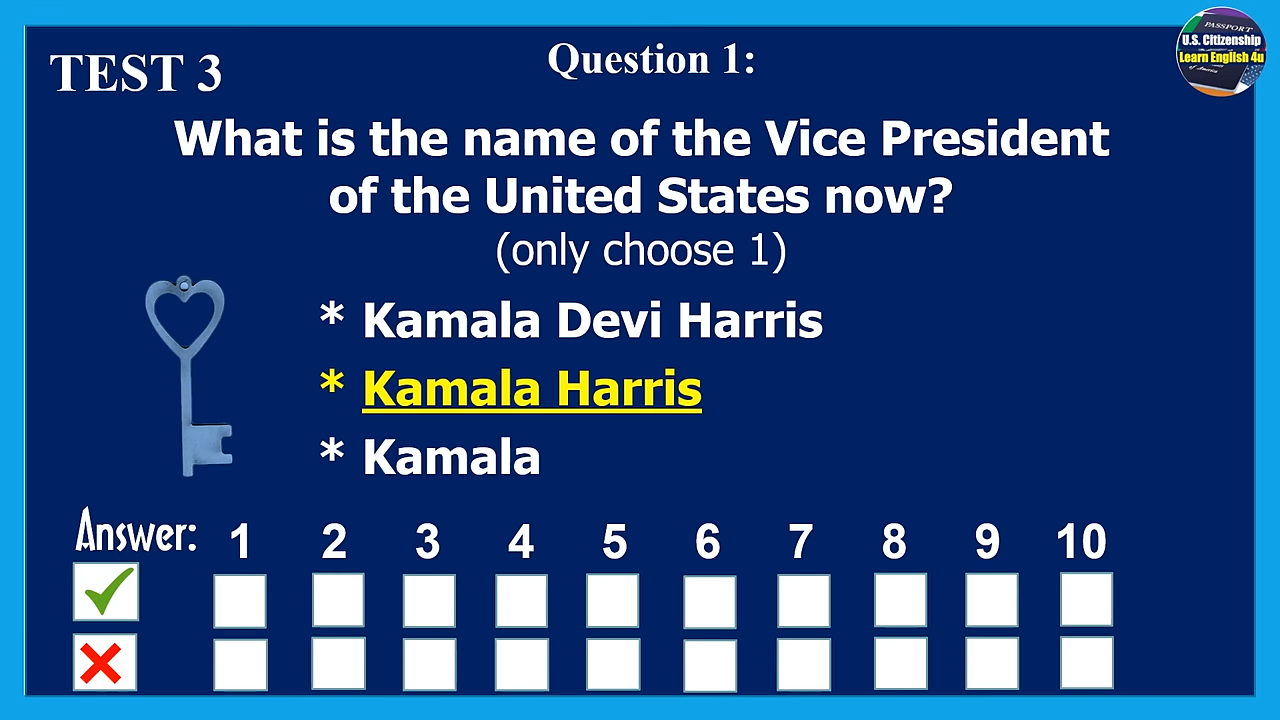 TEST 3
Question 1:
PASSPORT
U.S. Citizenship
Learn English 4u
of America
What is the name of the Vice President
of the United States now?
(only choose 1)
* Kamala Devi Harris
* Kamala Harris
* Kamala
Answer: 1 2 3 4 5 6 7 8 9 10